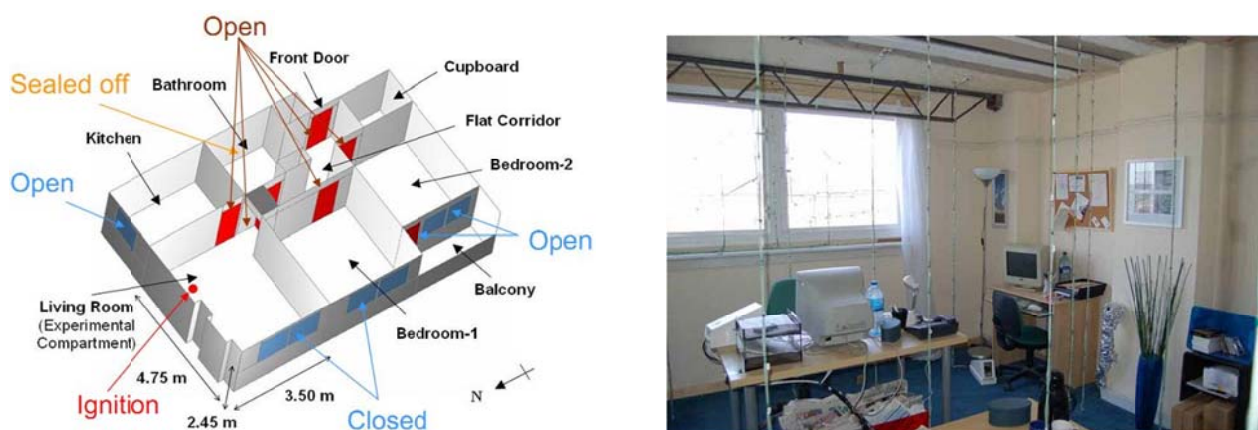 Open
Front Door
Cupboard
Sealed off
Bathroom
Flat Corridor
Kitchen
Bedroom-2
Open
Open
Balcony
Living Room
(Experimental
Compartment)
Bedroom-1
4.75 m
3.50 m
N
Ignition
2.45 m
Closed